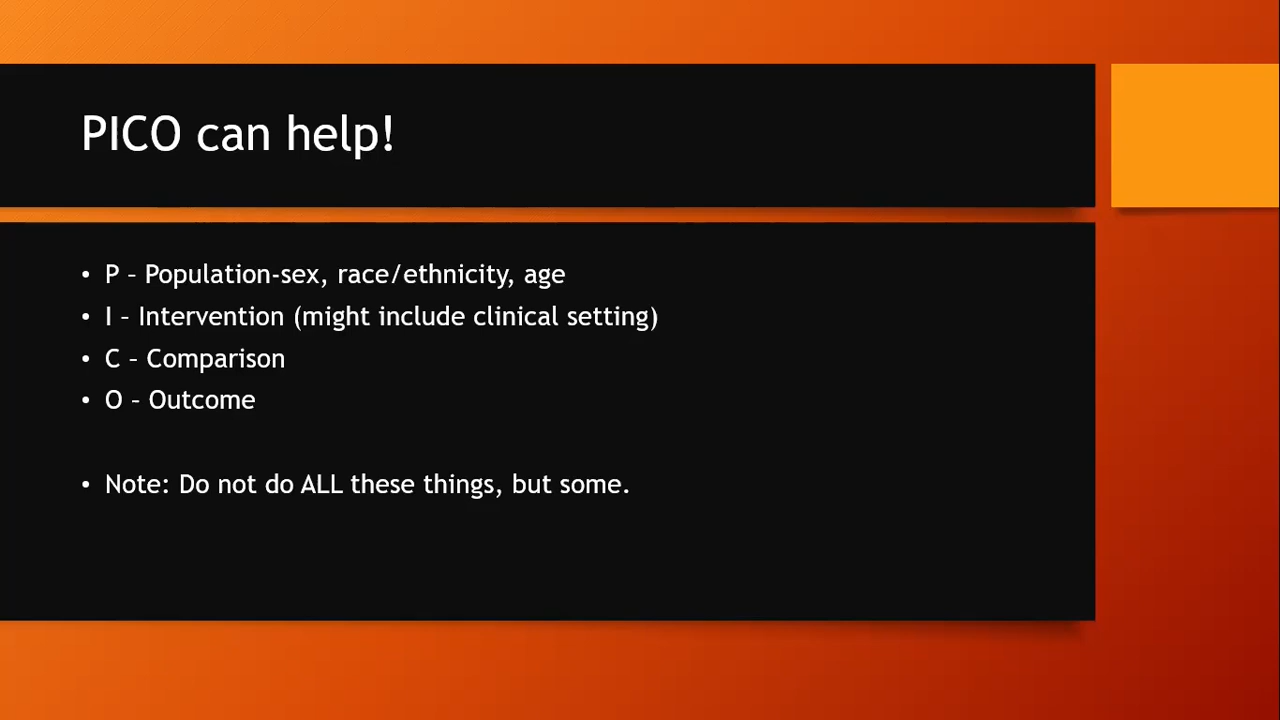 PICO can help!
• P – Population-sex, race/ethnicity, age
• I – Intervention (might include clinical setting)
• C – Comparison
• O – Outcome
• Note: Do not do ALL these things, but some.